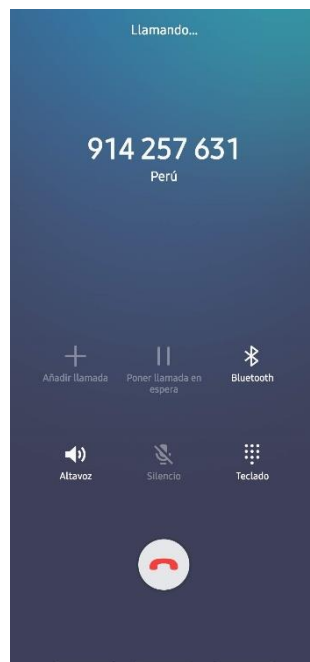 Llamando...
914 257 631
Perú
Añadir llamada
Poner llamada en
espera
Bluetooth
Altavoz
Silencio
Teclado